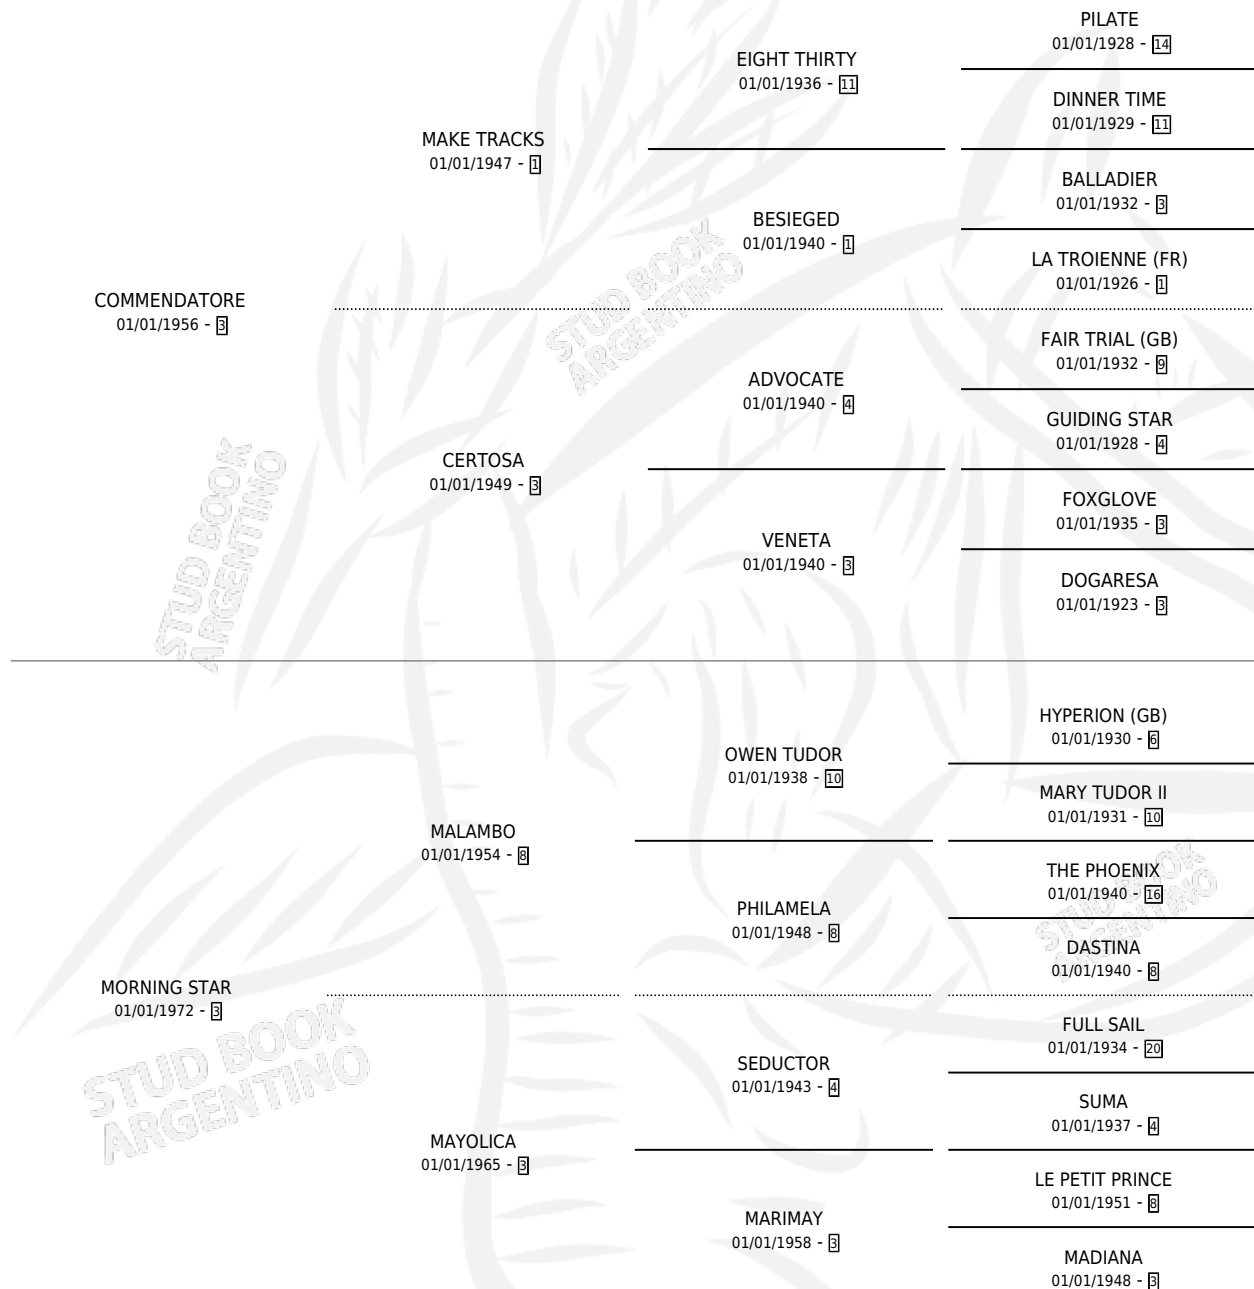 PILATE
01/01/1928 - 14
EIGHT THIRTY
01/01/1936 - 11
DINNER TIME
01/01/1929 - 11
MAKE TRACKS
01/01/1947 - 1
BALLADIER
01/01/1932 - 3
BESIEGED
01/01/1940 - 1
LA TROIENNE (FR)
01/01/1926 - 1
COMMENDATORE
01/01/1956 - 3
STUD BOOK
ARGENTINO
FAIR TRIAL (GB)
01/01/1932 - 9
ADVOCATE
01/01/1940 - 4
GUIDING STAR
01/01/1928 - 4
CERTOSA
01/01/1949 - 3
FOXGLOVE
01/01/1935 - 3
VENETA
01/01/1940 - 3
DOGARESA
01/01/1923 - 3
STUD BOOK
ARGENTINO
HYPERION (GB)
01/01/1930 - 6
OWEN TUDOR
01/01/1938 - 10
MARY TUDOR II
01/01/1931 - 10
MALAMBO
01/01/1954 - 8
THE PHOENIX
01/01/1940 - 16
PHILAMELA
01/01/1948 - 8
DASTINA
01/01/1940 - 8
STUD BOOK
ARGENTINO
MORNING STAR
01/01/1972 - 3
FULL SAIL
01/01/1934 - 20
SEDUCTOR
01/01/1943 - 4
SUMA
01/01/1937 - 4
MAYOLICA
01/01/1965 - 3
LE PETIT PRINCE
01/01/1951 - 8
MARIMAY
01/01/1958 - 3
MADIANA
01/01/1948 - 3
STUD BOOK
ARGENTINO